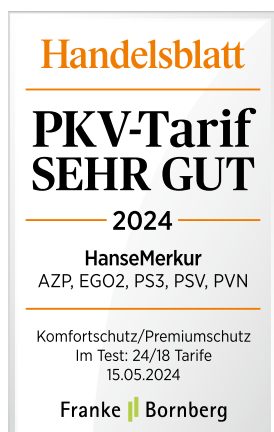 Handelsblatt
PKV-Tarif
SEHR GUT
2024
HanseMerkur
AZP, EGO2, PS3, PSV, PVN
Komfortschutz/Premiumschutz
Im Test: 24/18 Tarife
15.05.2024
Franke Bornberg